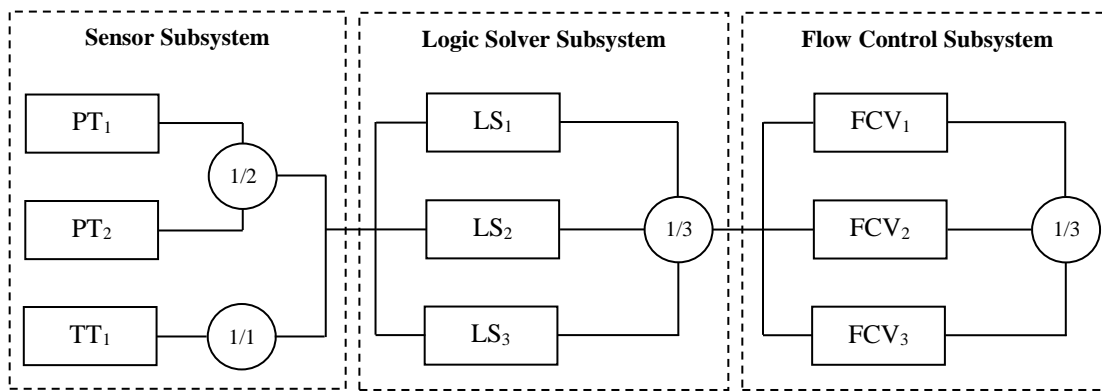 Sensor Subsystem
PT₁
1/2
PT₂
TT₁
1/1
Logic Solver Subsystem
LS₁
LS₂
1/3
LS₃
Flow Control Subsystem
FCV₁
FCV₂
1/3
FCV₃